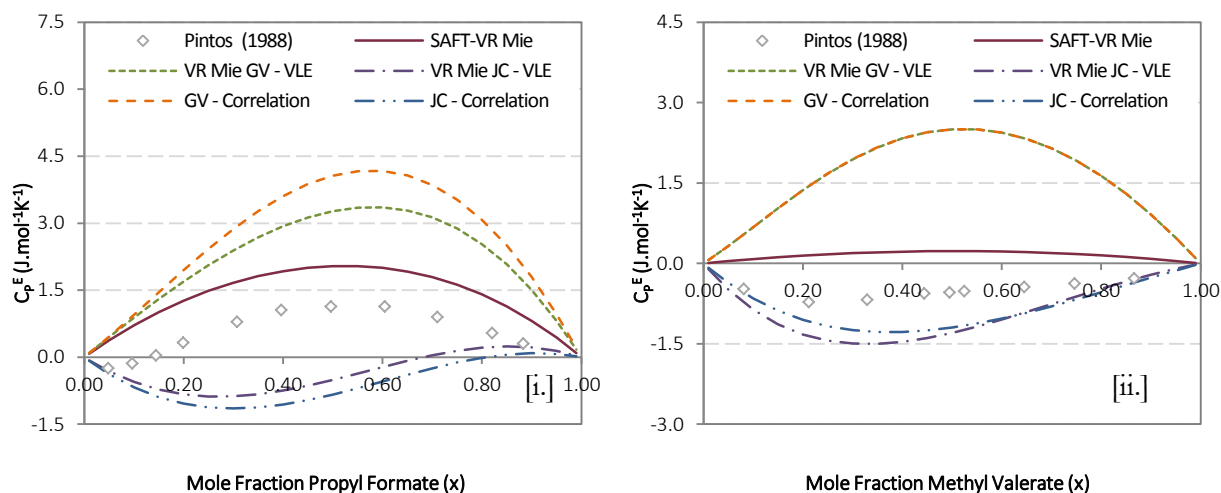 7.5
6.0
4.5
3.0
1.5
0.0
-1.5
Cₚᴱ (J.mol⁻¹K⁻¹)
Pintos (1988) SAFT-VR Mie
VR Mie GV - VLE VR Mie JC - VLE
GV - Correlation JC - Correlation
0.00 0.20 0.40 0.60 0.80 1.00
[i.]
Mole Fraction Propyl Formate (x)
4.5
3.0
1.5
0.0
-1.5
-3.0
Cₚᴱ (J.mol⁻¹K⁻¹)
Pintos (1988) SAFT-VR Mie
VR Mie GV - VLE VR Mie JC - VLE
GV - Correlation JC - Correlation
0.00 0.20 0.40 0.60 0.80 1.00
[ii.]
Mole Fraction Methyl Valerate (x)